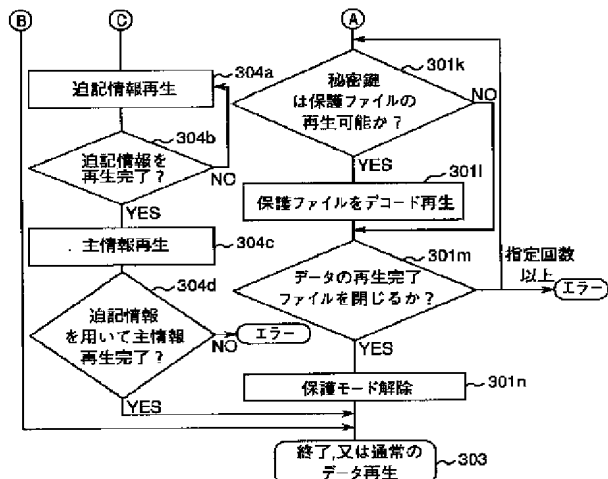 B
C
A
304a
追記情報再生
304b
追記情報を
再生完了?
NO
YES
304c
.主情報再生
304d
追記情報
を用いて主情報
再生完了?
NO
エラー
YES
301k
秘密鍵
は保護ファイルの
再生可能か?
NO
YES
301l
保護ファイルをデコード再生
301m
データの再生完了
ファイルを閉じるか?
指定回数
以上
エラー
YES
301n
保護モード解除
終了,又は通常の
データ再生
303